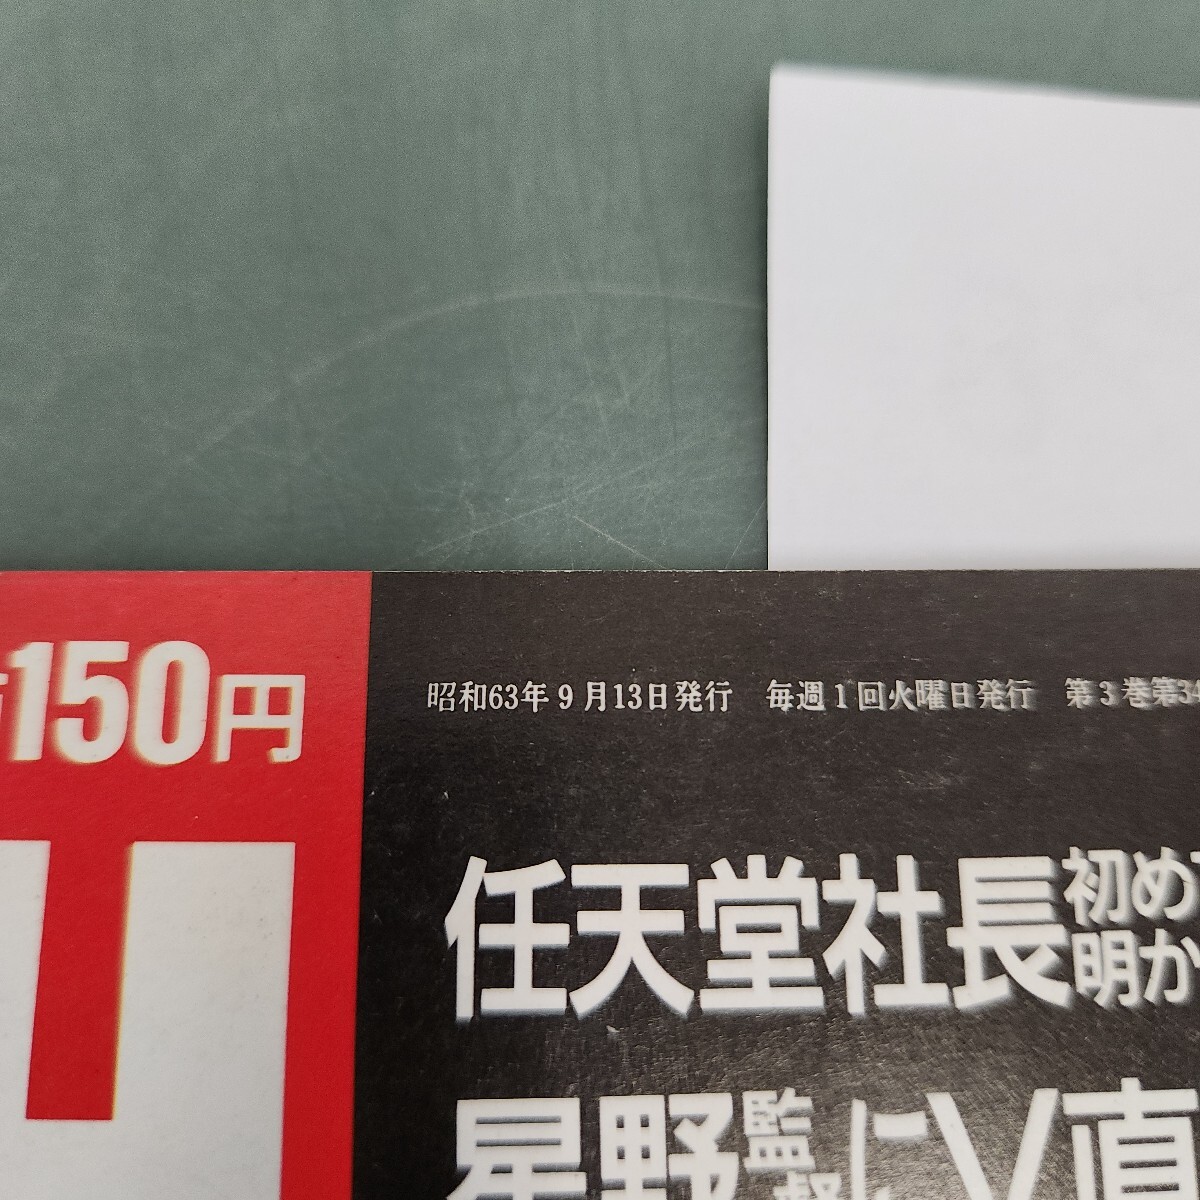 150円
昭和63年9月13日発行 毎週1回火曜日発行 第3巻第
任天堂社長初め
明か
星野監督にV直